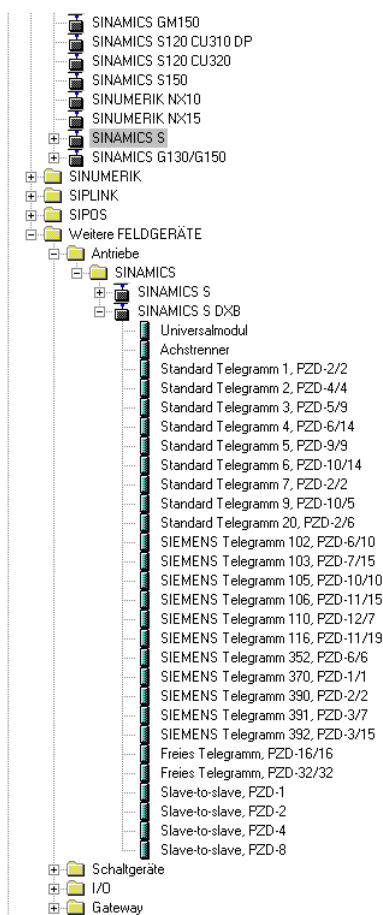 SINAMICS GM150
SINAMICS S120 CU310 DP
SINAMICS S120 CU320
SINAMICS S150
SINUMERIK NX10
SINUMERIK NX15
SINAMICS S
SINAMICS G130/G150
SINUMERIK
SIPLINK
SIPOS
Weitere FELDGERÄTE
Antriebe
SINAMICS
SINAMICS S
SINAMICS S DXB
Universalmodul
Achstrenner
Standard Telegramm 1, PZD-2/2
Standard Telegramm 2, PZD-4/4
Standard Telegramm 3, PZD-5/9
Standard Telegramm 4, PZD-6/14
Standard Telegramm 5, PZD-9/9
Standard Telegramm 6, PZD-10/14
Standard Telegramm 7, PZD-2/2
Standard Telegramm 9, PZD-10/5
Standard Telegramm 20, PZD-2/6
SIEMENS Telegramm 102, PZD-6/10
SIEMENS Telegramm 103, PZD-7/15
SIEMENS Telegramm 105, PZD-10/10
SIEMENS Telegramm 106, PZD-11/15
SIEMENS Telegramm 110, PZD-12/7
SIEMENS Telegramm 116, PZD-11/19
SIEMENS Telegramm 352, PZD-6/6
SIEMENS Telegramm 370, PZD-1/1
SIEMENS Telegramm 390, PZD-2/2
SIEMENS Telegramm 391, PZD-3/7
SIEMENS Telegramm 392, PZD-3/15
Freies Telegramm, PZD-16/16
Freies Telegramm, PZD-32/32
Slave-to-slave, PZD-1
Slave-to-slave, PZD-2
Slave-to-slave, PZD-4
Slave-to-slave, PZD-8
Schaltgeräte
I/O
Gateway